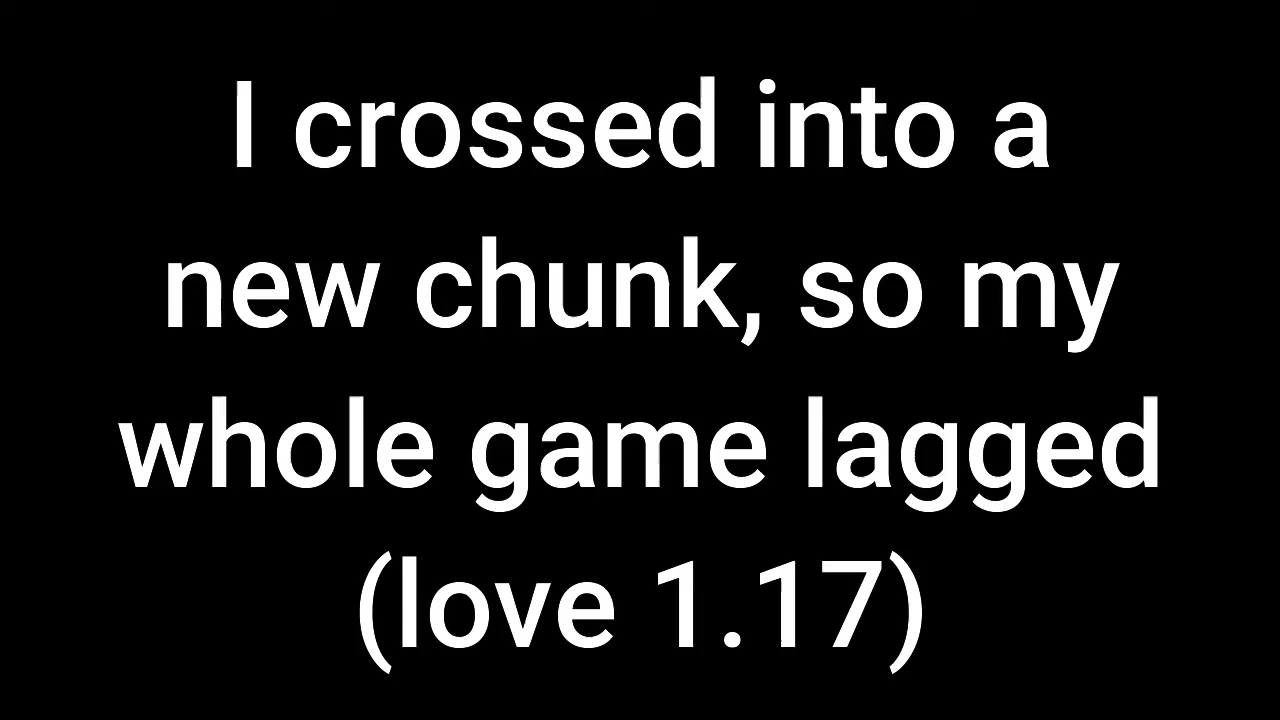 I crossed into a
new chunk, so my
whole game lagged
(love 1.17)